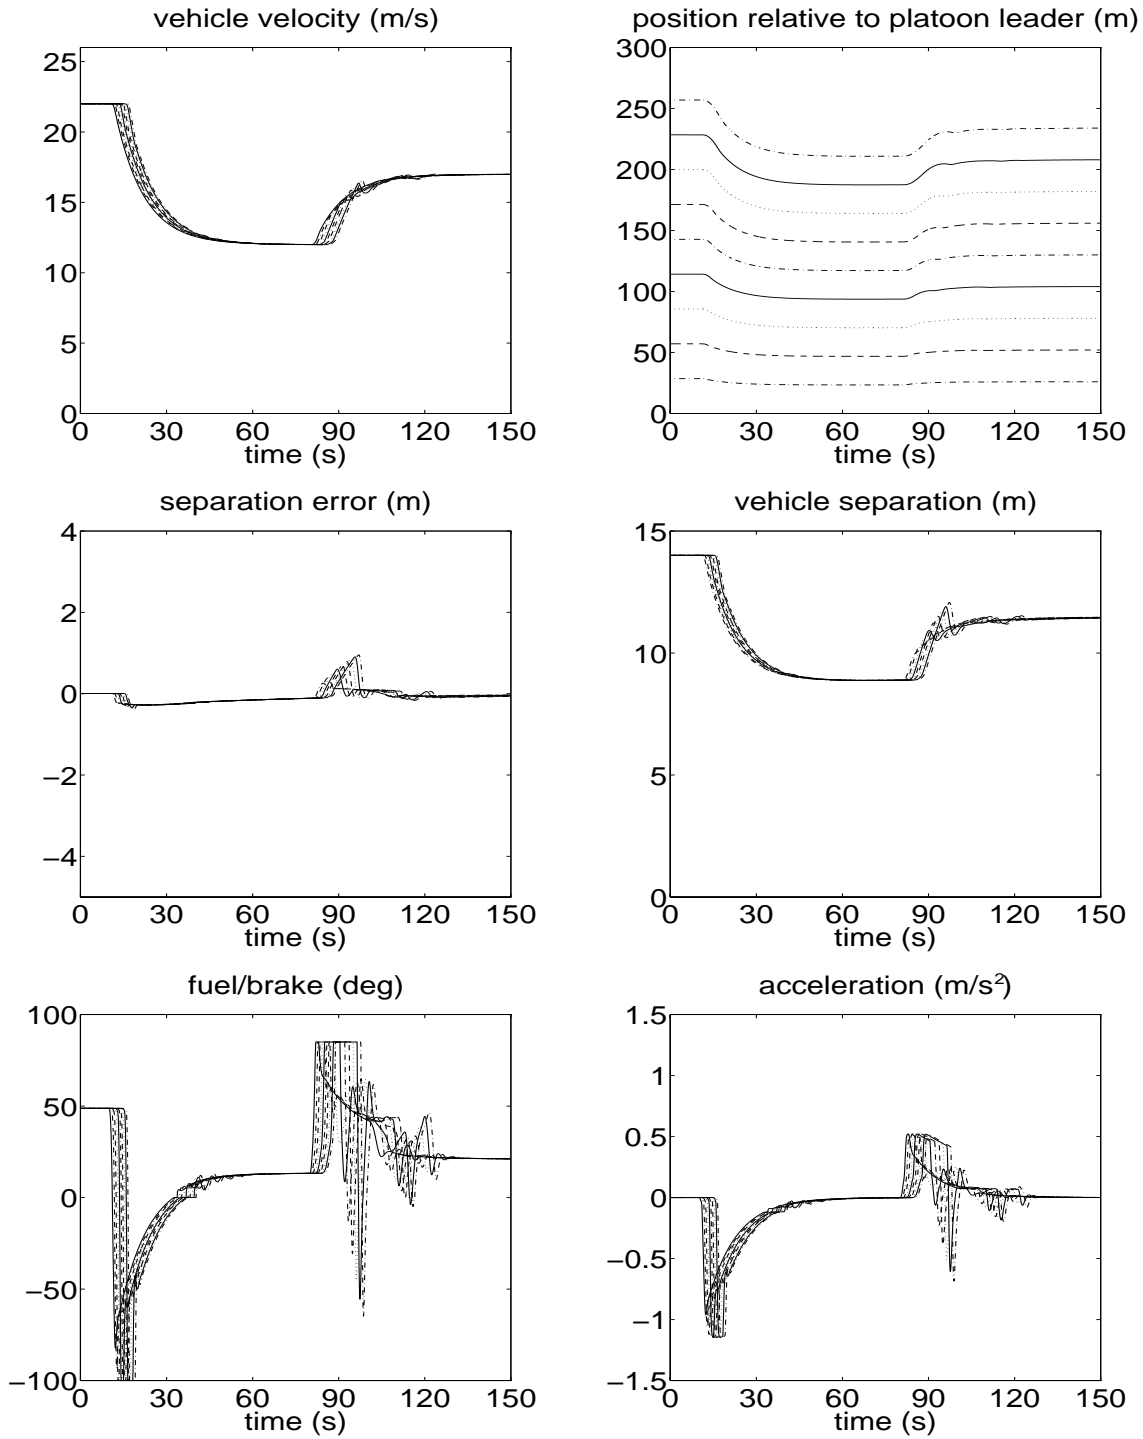 vehicle velocity (m/s)
25
20
15
10
5
0
0 30 60 90 120 150
time (s)
position relative to platoon leader (m)
300
250
200
150
100
50
0
0 30 60 90 120 150
time (s)
separation error (m)
4
2
0
−2
−4
0 30 60 90 120 150
time (s)
vehicle separation (m)
15
10
5
0
0 30 60 90 120 150
time (s)
fuel/brake (deg)
100
50
0
−50
−100
0 30 60 90 120 150
time (s)
acceleration (m/s²)
1.5
1
0.5
0
−0.5
−1
−1.5
0 30 60 90 120 150
time (s)